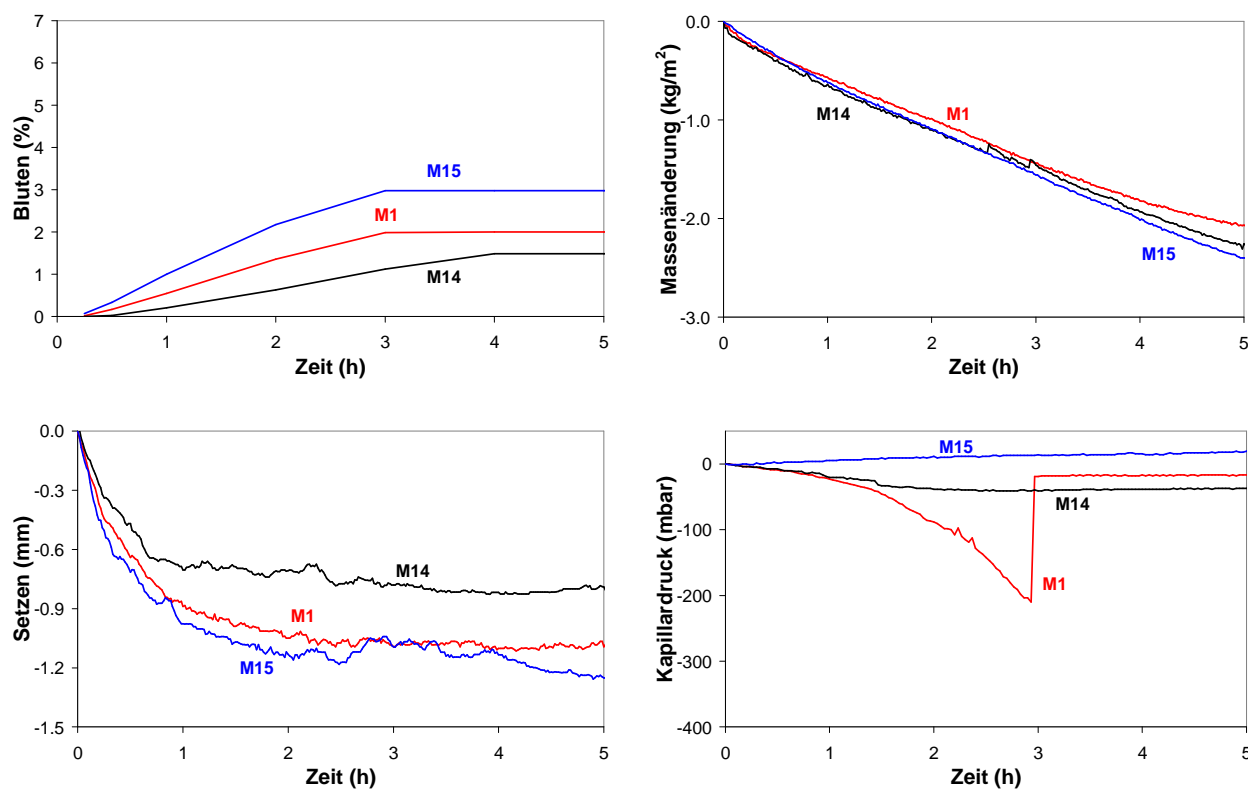 Bluten (%)
7
6
5
4
3
2
1
0
M15
M1
M14
0 1 2 3 4 5
Zeit (h)
Massenänderung (kg/m²)
0.0
-1.0
-2.0
-3.0
M14
M1
M15
0 1 2 3 4 5
Zeit (h)
Setzen (mm)
0.0
-0.3
-0.6
-0.9
-1.2
-1.5
M14
M1
M15
0 1 2 3 4 5
Zeit (h)
Kapillardruck (mbar)
0
-100
-200
-300
-400
M15
M14
M1
0 1 2 3 4 5
Zeit (h)